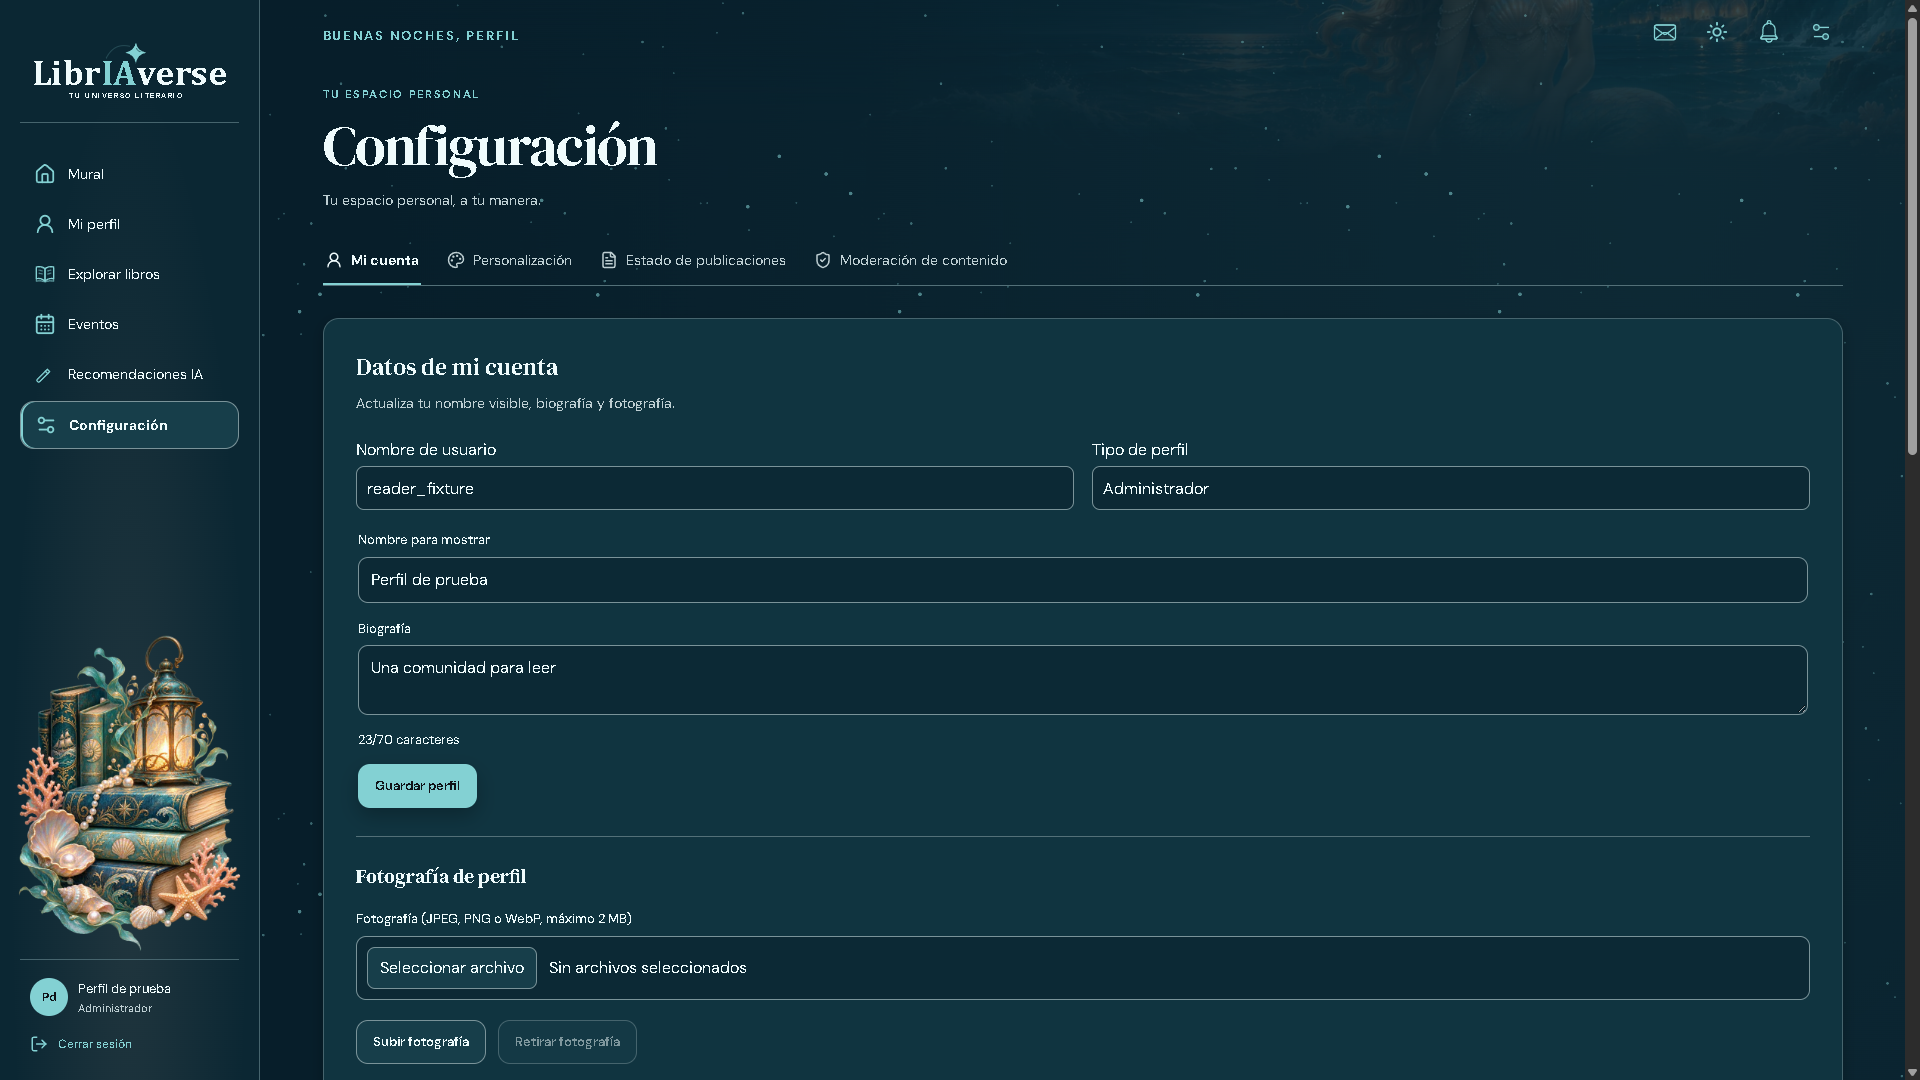 LibrIAverse
TU UNIVERSO LITERARIO
Mural
Mi perfil
Explorar libros
Eventos
Recomendaciones IA
Configuración
Pd
Perfil de prueba
Administrador
Cerrar sesión
BUENAS NOCHES, PERFIL
TU ESPACIO PERSONAL
Configuración
Tu espacio personal, a tu manera.
Mi cuenta Personalización Estado de publicaciones Moderación de contenido
Datos de mi cuenta
Actualiza tu nombre visible, biografía y fotografía.
Nombre de usuario Tipo de perfil
reader_fixture Administrador
Nombre para mostrar
Perfil de prueba
Biografía
Una comunidad para leer
23/70 caracteres
Guardar perfil
Fotografía de perfil
Fotografía (JPEG, PNG o WebP, máximo 2 MB)
Seleccionar archivo Sin archivos seleccionados
Subir fotografía Retirar fotografía